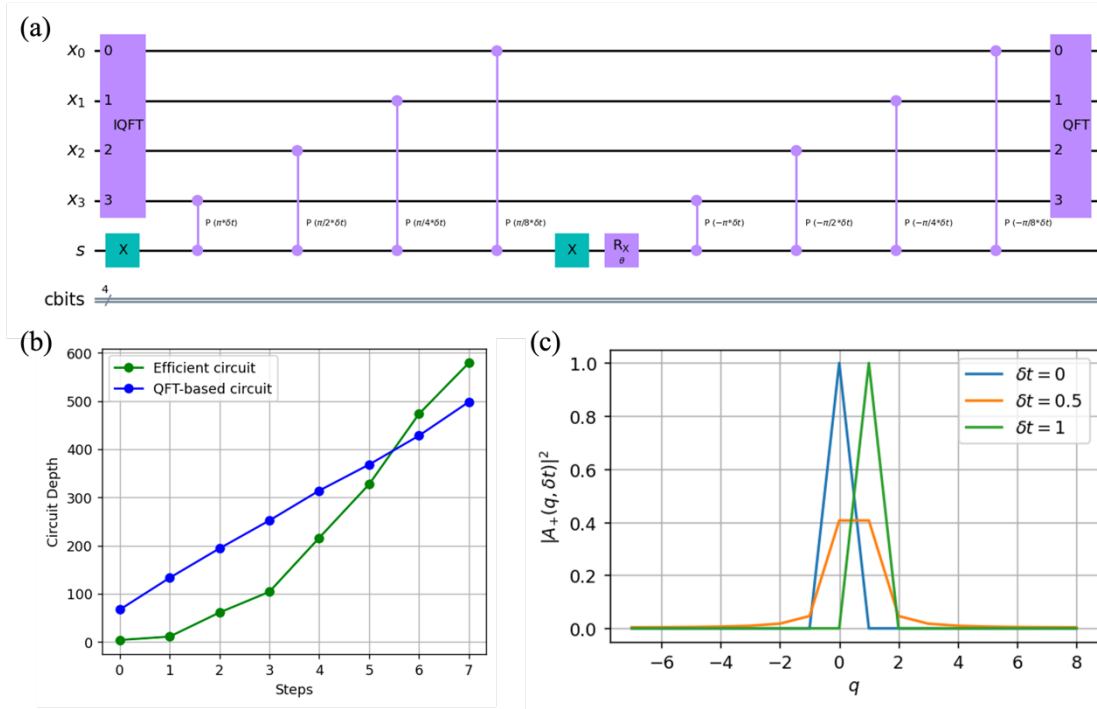 (a)
x0 0 0
x1 1 1
IQFT QFT
x2 2 2
x3 3 3
P (π*δt) P (π/2*δt) P (π/4*δt) P (π/8*δt) P (−π*δt) P (−π/2*δt) P (−π/4*δt) P (−π/8*δt)
s X X RX
θ
4
cbits
(b)
600
500
400
300
200
100
0
Circuit Depth
Efficient circuit
QFT-based circuit
0 1 2 3 4 5 6 7
Steps
(c)
1.0
0.8
0.6
0.4
0.2
0.0
|A+(q, δt)|²
δt = 0
δt = 0.5
δt = 1
−6 −4 −2 0 2 4 6 8
q